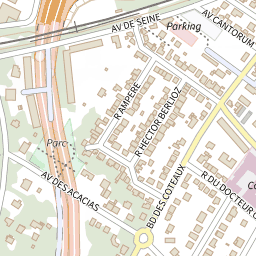 AV DE SEINE
AV CANTORUM
Parking
R AMPERE
R HECTOR BERLIOZ
Parc
AV DES ACACIAS
BD DES COTEAUX
R DU DOCTEUR